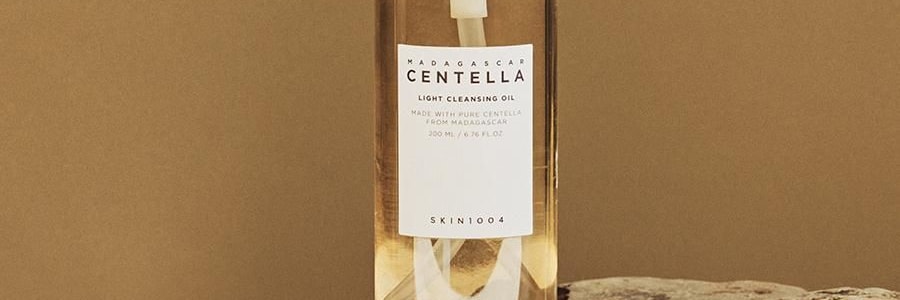 MADAGASCAR
CENTELLA
LIGHT CLEANSING OIL
MADE WITH PURE CENTELLA
FROM MADAGASCAR
200 ML / 6.76 FL.OZ
SKIN1004